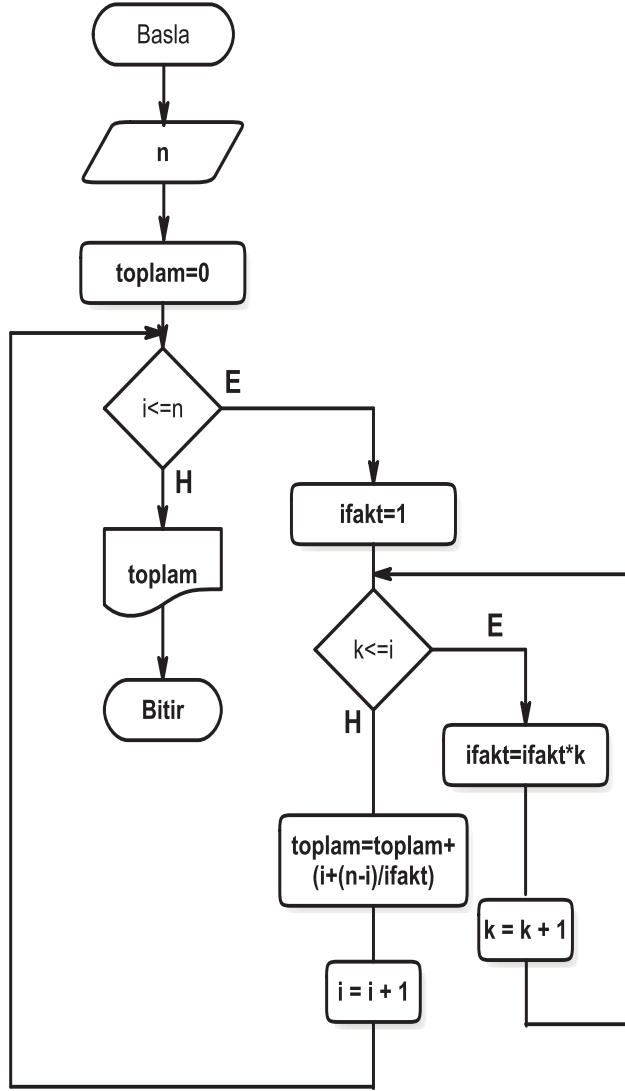 Basla
n
toplam=0
i<=n
E
H
toplam
Bitir
ifakt=1
k<=i
E
H
ifakt=ifakt*k
k = k + 1
toplam=toplam+
(i+(n-i)/ifakt)
i = i + 1